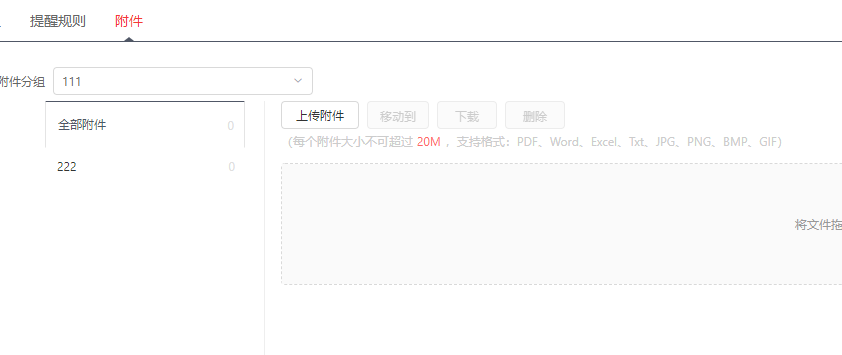 提醒规则 附件
附件分组 111
上传附件 移动到 下载 删除
全部附件 0
（每个附件大小不可超过 20M ，支持格式：PDF、Word、Excel、Txt、JPG、PNG、BMP、GIF）
222 0
将文件拖